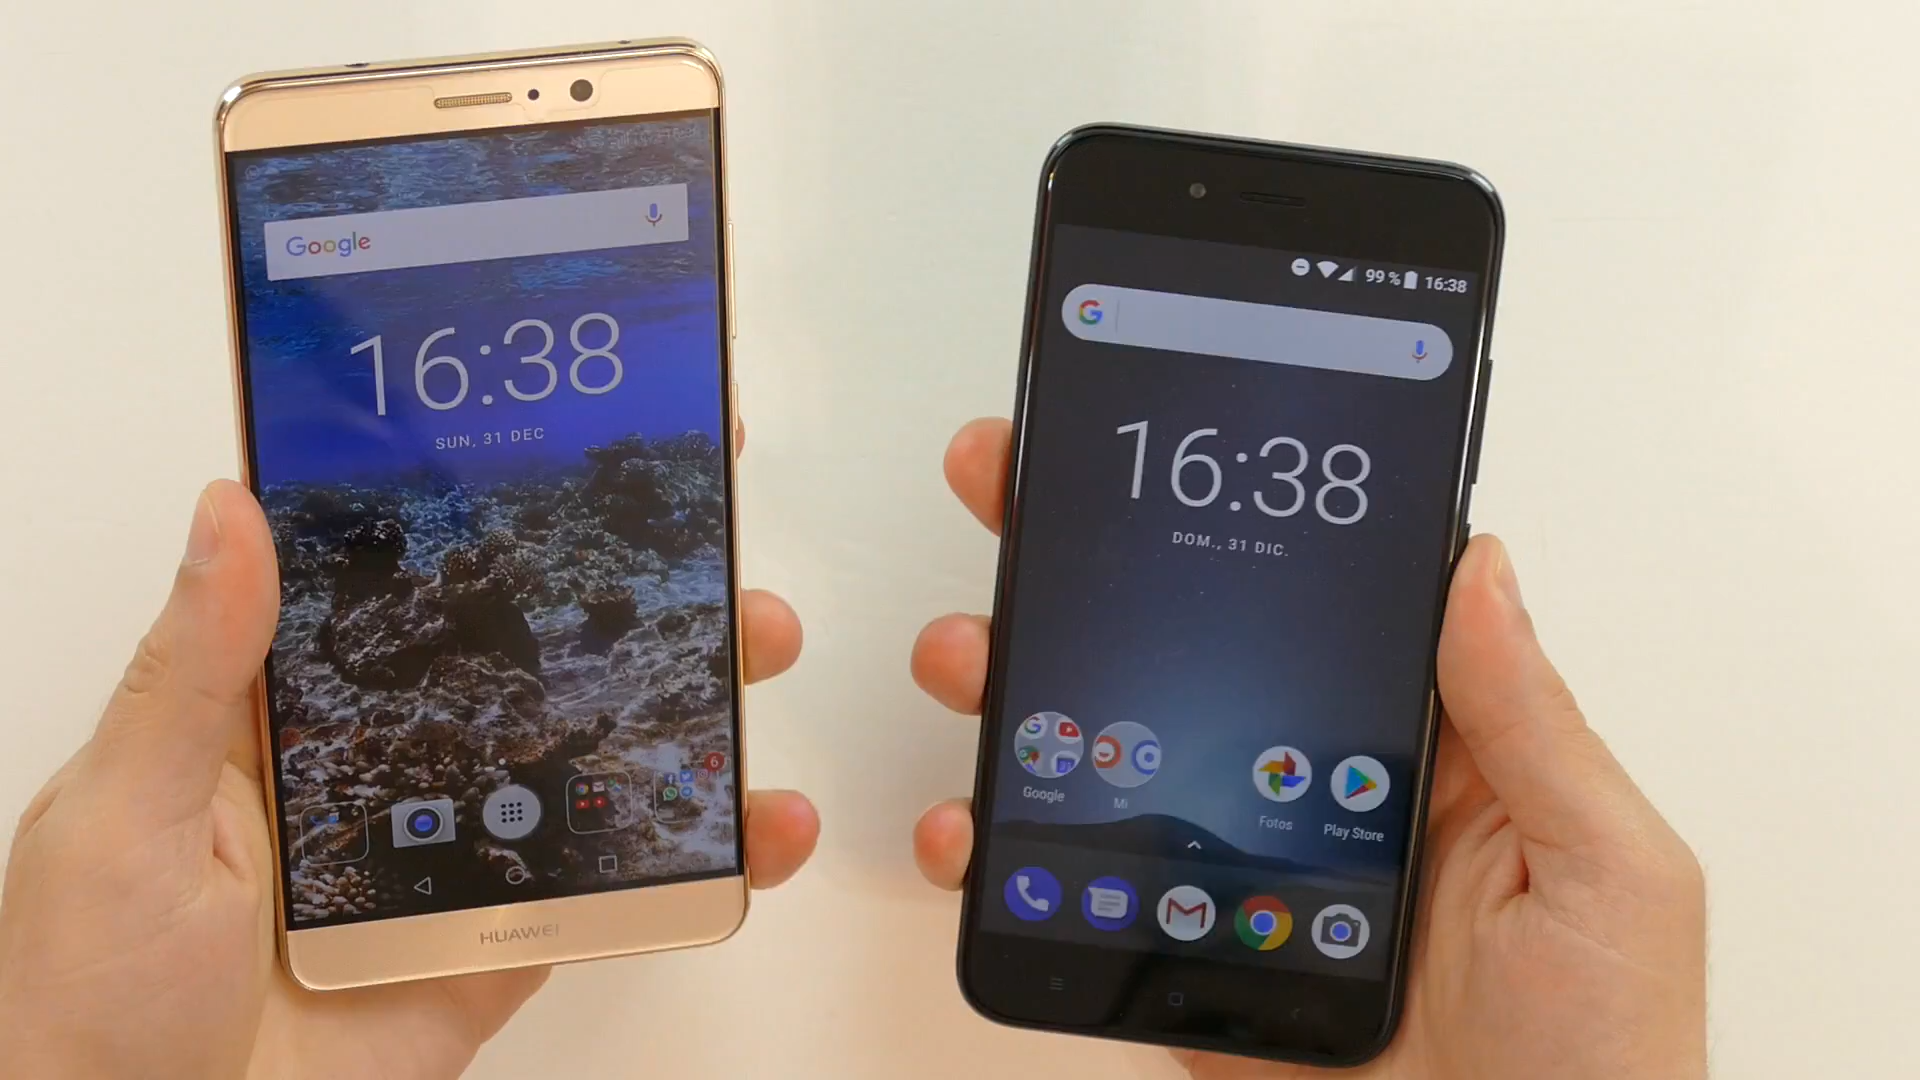 Google
16:38
SUN, 31 DEC
6
HUAWEI
99 % 16:38
G
16:38
DOM., 31 DIC.
Google
Mi
Fotos
Play Store